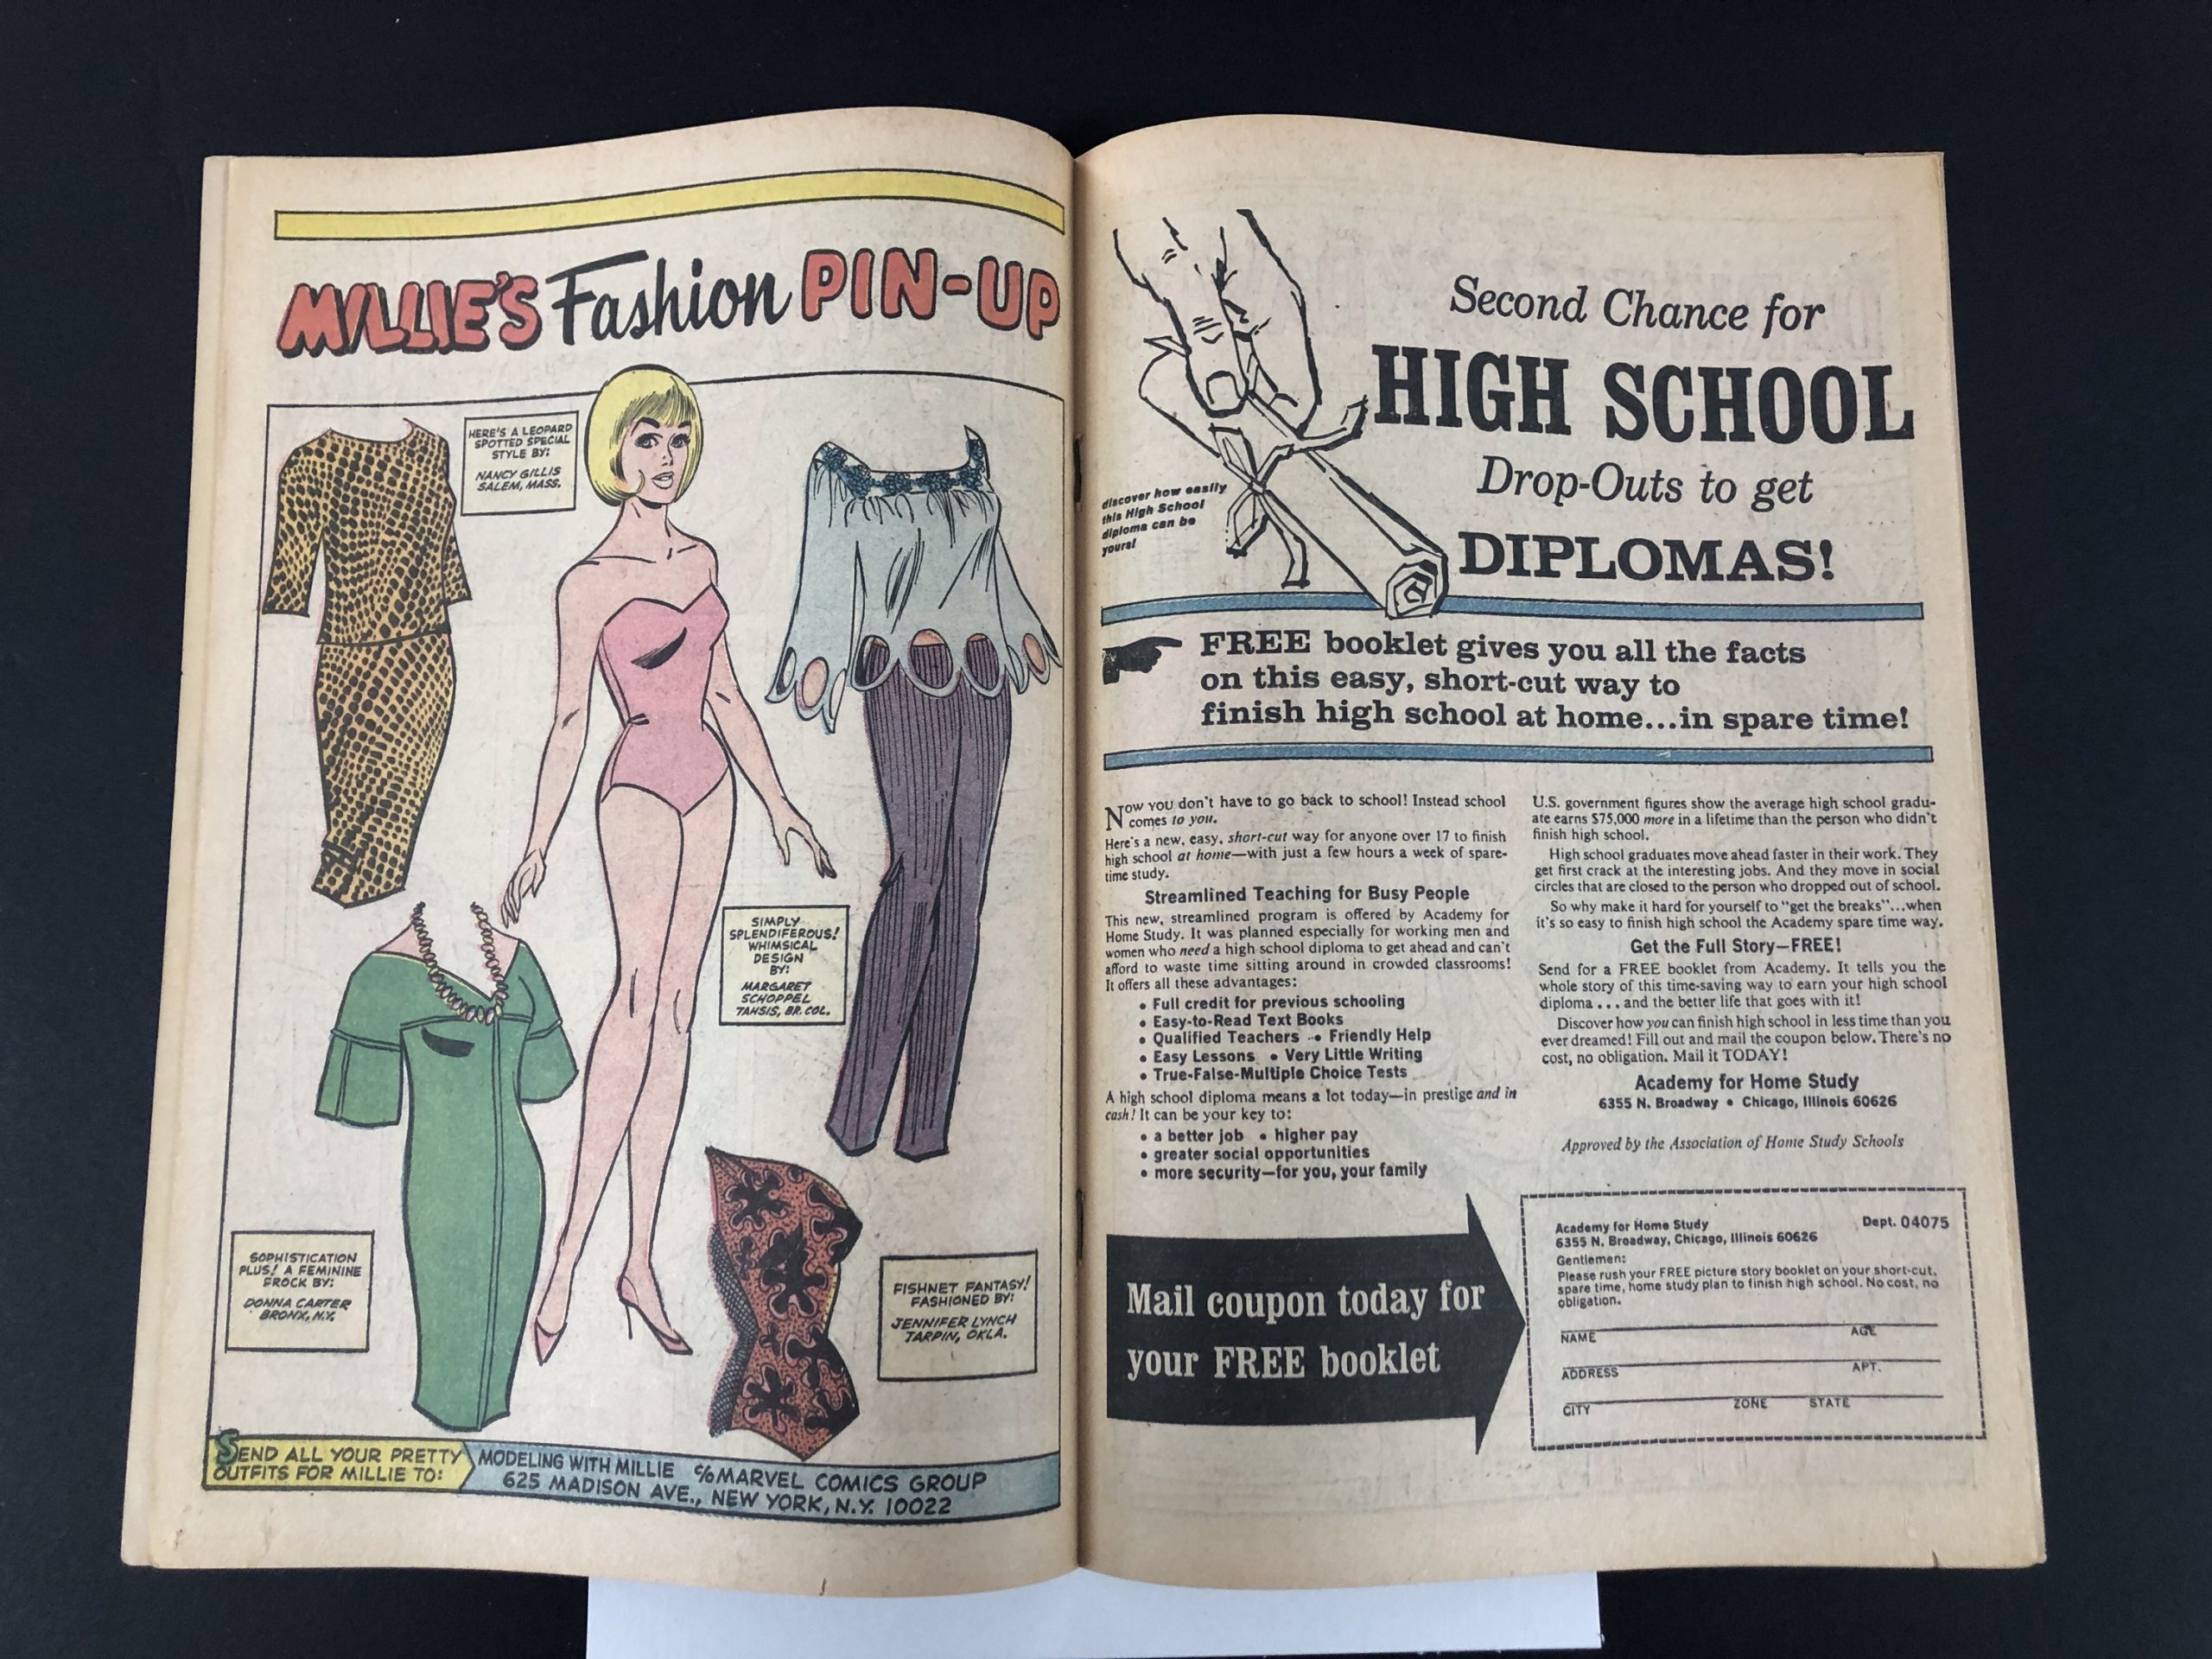 MILLIE'S Fashion PIN-UP
HERE'S A LEOPARD
SPOTTED SPECIAL
STYLE BY:
NANCY GILLIS
SALEM, MASS.
SIMPLY
SPLENDIFEROUS!
WHIMSICAL
DESIGN
BY:
MARGARET
SCHOPPEL
TAHSIS, BR. COL.
SOPHISTICATION
PLUS! A FEMININE
FROCK BY:
DONNA CARTER
BRONX, N.Y.
FISHNET FANTASY!
FASHIONED BY:
JENNIFER LYNCH
TARPIN, OKLA.
SEND ALL YOUR PRETTY
OUTFITS FOR MILLIE TO:
MODELING WITH MILLIE c/o MARVEL COMICS GROUP
625 MADISON AVE., NEW YORK, N.Y. 10022
Second Chance for
HIGH SCHOOL
Drop-Outs to get
DIPLOMAS!
discover how easily
this High School
diploma can be
yours!
FREE booklet gives you all the facts
on this easy, short-cut way to
finish high school at home...in spare time!
Now you don't have to go back to school! Instead school
comes to you.
Here's a new, easy, short-cut way for anyone over 17 to finish
high school at home—with just a few hours a week of spare-
time study.
Streamlined Teaching for Busy People
This new, streamlined program is offered by Academy for
Home Study. It was planned especially for working men and
women who need a high school diploma to get ahead and can't
afford to waste time sitting around in crowded classrooms!
It offers all these advantages:
• Full credit for previous schooling
• Easy-to-Read Text Books
• Qualified Teachers • Friendly Help
• Easy Lessons • Very Little Writing
• True-False-Multiple Choice Tests
A high school diploma means a lot today—in prestige and in
cash! It can be your key to:
• a better job • higher pay
• greater social opportunities
• more security—for you, your family
U.S. government figures show the average high school gradu-
ate earns $75,000 more in a lifetime than the person who didn't
finish high school.
High school graduates move ahead faster in their work. They
get first crack at the interesting jobs. And they move in social
circles that are closed to the person who dropped out of school.
So why make it hard for yourself to "get the breaks"...when
it's so easy to finish high school the Academy spare time way.
Get the Full Story—FREE!
Send for a FREE booklet from Academy. It tells you the
whole story of this time-saving way to earn your high school
diploma . . . and the better life that goes with it!
Discover how you can finish high school in less time than you
ever dreamed! Fill out and mail the coupon below. There's no
cost, no obligation. Mail it TODAY!
Academy for Home Study
6355 N. Broadway • Chicago, Illinois 60626
Approved by the Association of Home Study Schools
Mail coupon today for
your FREE booklet
Academy for Home Study Dept. 04075
6355 N. Broadway, Chicago, Illinois 60626
Gentlemen:
Please rush your FREE picture story booklet on your short-cut,
spare time, home study plan to finish high school. No cost, no
obligation.
NAME AGE
ADDRESS APT.
CITY ZONE STATE